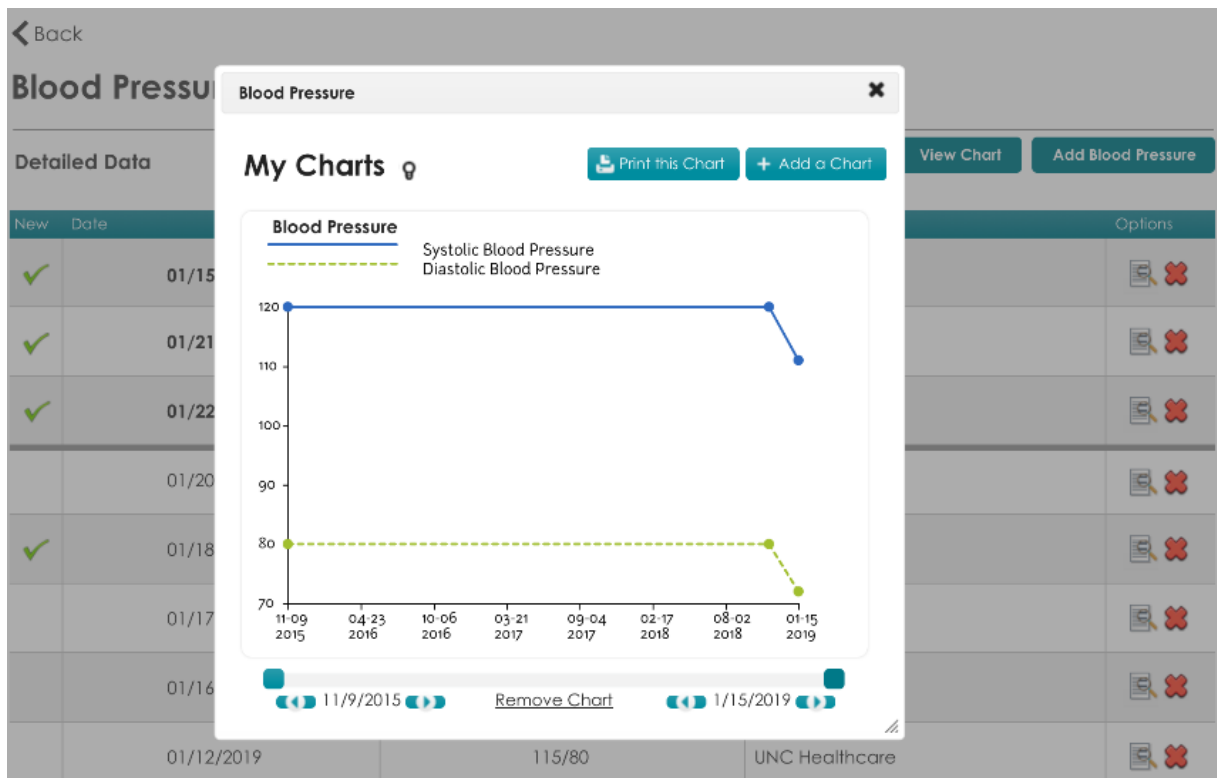 Back
Blood Pressu
Blood Pressure
Detailed Data
My Charts
Print this Chart
+ Add a Chart
View Chart
Add Blood Pressure
New Date
Options
Blood Pressure
Systolic Blood Pressure
Diastolic Blood Pressure
01/15
01/21
01/22
01/20
01/18
01/17
01/16
120
110
100
90
80
70
11-09 04-23 10-06 03-21 09-04 02-17 08-02 01-15
2015 2016 2016 2017 2017 2018 2018 2019
11/9/2015 Remove Chart 1/15/2019
01/12/2019 115/80 UNC Healthcare